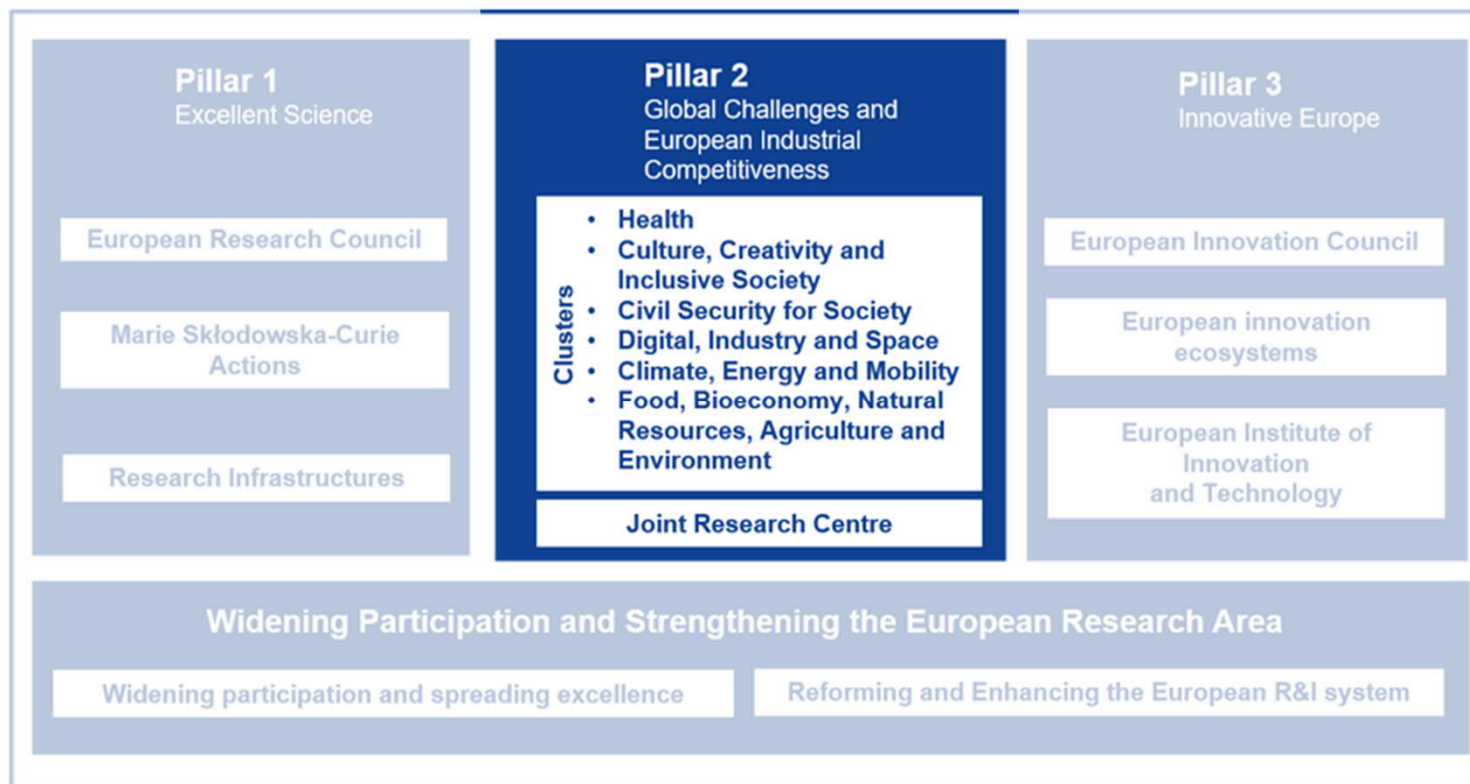 Pillar 1
Excellent Science
European Research Council
Marie Skłodowska-Curie
Actions
Research Infrastructures
Pillar 2
Global Challenges and
European Industrial
Competitiveness
Clusters
• Health
• Culture, Creativity and
Inclusive Society
• Civil Security for Society
• Digital, Industry and Space
• Climate, Energy and Mobility
• Food, Bioeconomy, Natural
Resources, Agriculture and
Environment
Joint Research Centre
Pillar 3
Innovative Europe
European Innovation Council
European innovation
ecosystems
European Institute of
Innovation
and Technology
Widening Participation and Strengthening the European Research Area
Widening participation and spreading excellence
Reforming and Enhancing the European R&I system